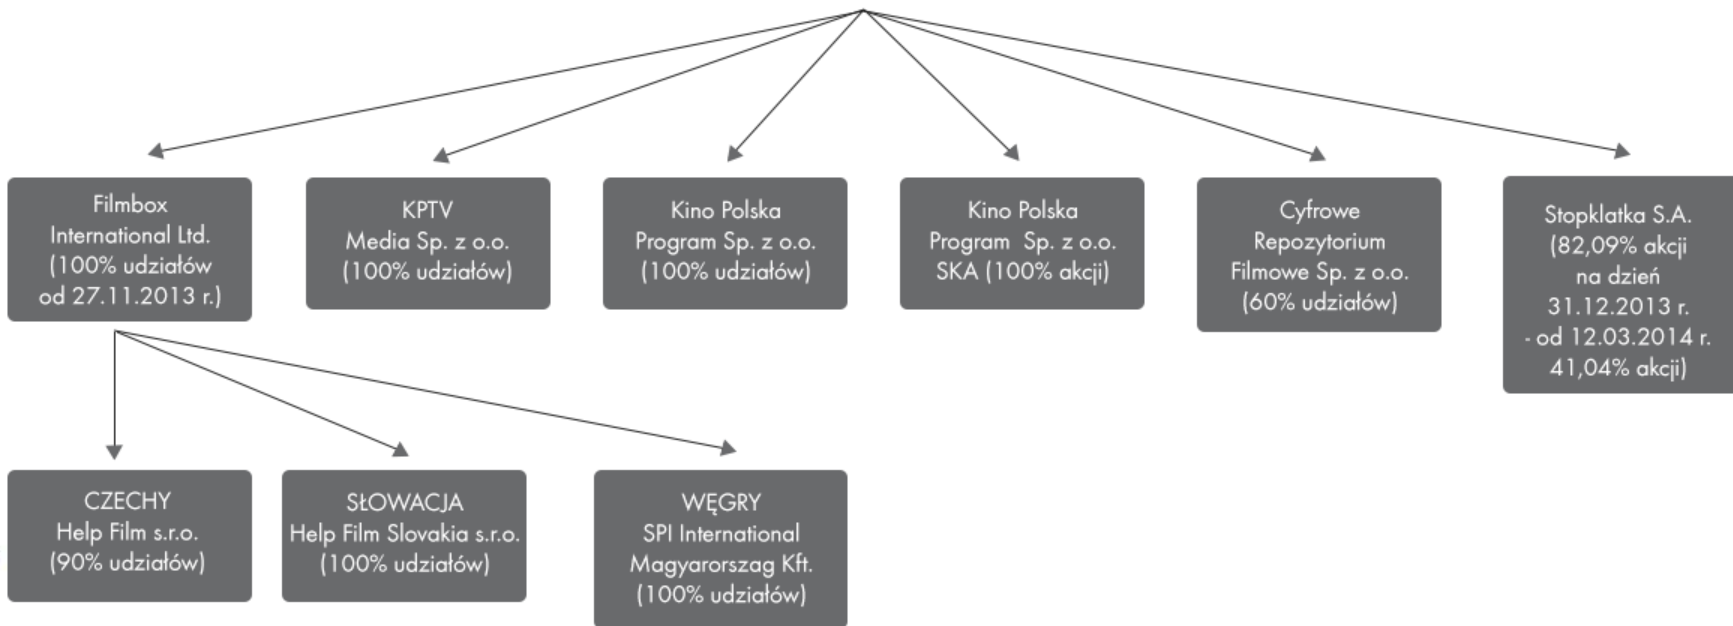 Filmbox
International Ltd.
(100% udziałów
od 27.11.2013 r.)
KPTV
Media Sp. z o.o.
(100% udziałów)
Kino Polska
Program Sp. z o.o.
(100% udziałów)
Kino Polska
Program Sp. z o.o.
SKA (100% akcji)
Cyfrowe
Repozytorium
Filmowe Sp. z o.o.
(60% udziałów)
Stopklatka S.A.
(82,09% akcji
na dzień
31.12.2013 r.
- od 12.03.2014 r.
41,04% akcji)
CZECHY
Help Film s.r.o.
(90% udziałów)
SŁOWACJA
Help Film Slovakia s.r.o.
(100% udziałów)
WĘGRY
SPI International
Magyarorszag Kft.
(100% udziałów)